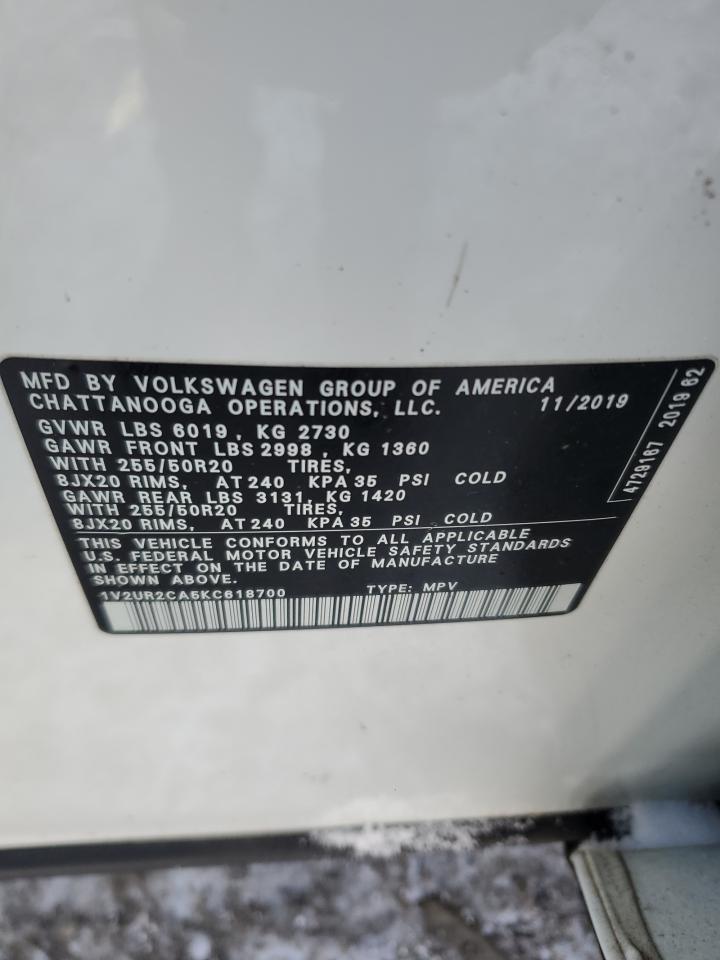 MFD BY VOLKSWAGEN GROUP OF AMERICA
CHATTANOOGA OPERATIONS, LLC. 11/2019
GVWR LBS 6019 , KG 2730
GAWR FRONT LBS 2998 , KG 1360
WITH 255/50R20 TIRES,
8JX20 RIMS, AT 240 KPA 35 PSI COLD
GAWR REAR LBS 3131, KG 1420
WITH 255/50R20 TIRES,
8JX20 RIMS, AT 240 KPA 35 PSI COLD
THIS VEHICLE CONFORMS TO ALL APPLICABLE
U.S. FEDERAL MOTOR VEHICLE SAFETY STANDARDS
IN EFFECT ON THE DATE OF MANUFACTURE
SHOWN ABOVE.
1V2UR2CA5KC618700 TYPE: MPV
4729167 2019 62